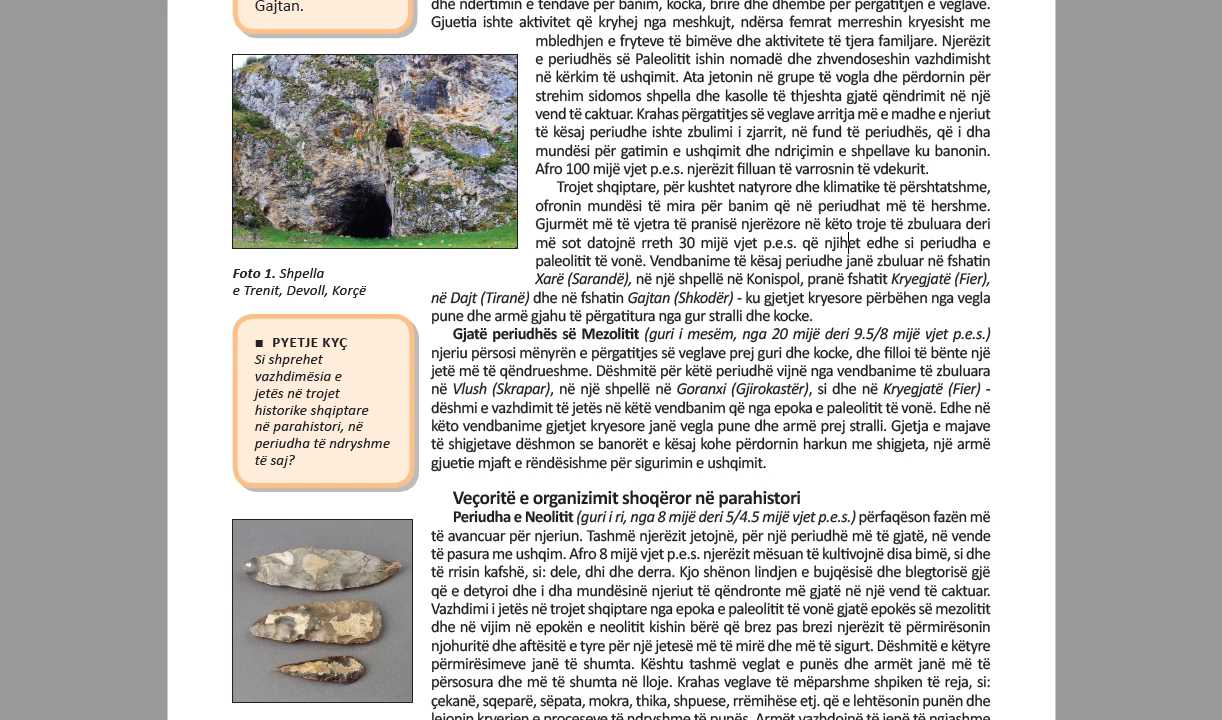 Gajtan.
dhe ndërtimin e tendave për banim, kocka, brirë dhe dhëmbë për përgatitjen e veglave.
Gjuetia ishte aktivitet që kryhej nga meshkujt, ndërsa femrat merreshin kryesisht me
mbledhjen e fryteve të bimëve dhe aktivitete të tjera familjare. Njerëzit
e periudhës së Paleolitit ishin nomadë dhe zhvendoseshin vazhdimisht
në kërkim të ushqimit. Ata jetonin në grupe të vogla dhe përdornin për
strehim sidomos shpella dhe kasolle të thjeshta gjatë qëndrimit në një
vend të caktuar. Krahas përgatitjes së veglave arritja më e madhe e njeriut
të kësaj periudhe ishte zbulimi i zjarrit, në fund të periudhës, që i dha
mundësi për gatimin e ushqimit dhe ndriçimin e shpellave ku banonin.
Afro 100 mijë vjet p.e.s. njerëzit filluan të varrosnin të vdekurit.
Trojet shqiptare, për kushtet natyrore dhe klimatike të përshtatshme,
ofronin mundësi të mira për banim që në periudhat më të hershme.
Gjurmët më të vjetra të pranisë njerëzore në këto troje të zbuluara deri
më sot datojnë rreth 30 mijë vjet p.e.s. që njihet edhe si periudha e
paleolitit të vonë. Vendbanime të kësaj periudhe janë zbuluar në fshatin
Xarë (Sarandë), në një shpellë në Konispol, pranë fshatit Kryegjatë (Fier),
në Dajt (Tiranë) dhe në fshatin Gajtan (Shkodër) - ku gjetjet kryesore përbëhen nga vegla
pune dhe armë gjahu të përgatitura nga gur stralli dhe kocke.
Foto 1. Shpella
e Trenit, Devoll, Korçë
Gjatë periudhës së Mezolitit (guri i mesëm, nga 20 mijë deri 9.5/8 mijë vjet p.e.s.)
njeriu përsosi mënyrën e përgatitjes së veglave prej guri dhe kocke, dhe filloi të bënte një
jetë më të qëndrueshme. Dëshmitë për këtë periudhë vijnë nga vendbanime të zbuluara
në Vlush (Skrapar), në një shpellë në Goranxi (Gjirokastër), si dhe në Kryegjatë (Fier) -
dëshmi e vazhdimit të jetës në këtë vendbanim që nga epoka e paleolitit të vonë. Edhe në
këto vendbanime gjetjet kryesore janë vegla pune dhe armë prej stralli. Gjetja e majave
të shigjetave dëshmon se banorët e kësaj kohe përdornin harkun me shigjeta, një armë
gjuetie mjaft e rëndësishme për sigurimin e ushqimit.
■ PYETJE KYÇ
Si shprehet
vazhdimësia e
jetës në trojet
historike shqiptare
në parahistori, në
periudha të ndryshme
të saj?
Veçoritë e organizimit shoqëror në parahistori
Periudha e Neolitit (guri i ri, nga 8 mijë deri 5/4.5 mijë vjet p.e.s.) përfaqëson fazën më
të avancuar për njeriun. Tashmë njerëzit jetojnë, për një periudhë më të gjatë, në vende
të pasura me ushqim. Afro 8 mijë vjet p.e.s. njerëzit mësuan të kultivojnë disa bimë, si dhe
të rrisin kafshë, si: dele, dhi dhe derra. Kjo shënon lindjen e bujqësisë dhe blegtorisë gjë
që e detyroi dhe i dha mundësinë njeriut të qëndronte më gjatë në një vend të caktuar.
Vazhdimi i jetës në trojet shqiptare nga epoka e paleolitit të vonë gjatë epokës së mezolitit
dhe në vijim në epokën e neolitit kishin bërë që brez pas brezi njerëzit të përmirësonin
njohuritë dhe aftësitë e tyre për një jetesë më të mirë dhe më të sigurt. Dëshmitë e këtyre
përmirësimeve janë të shumta. Kështu tashmë veglat e punës dhe armët janë më të
përsosura dhe më të shumta në lloje. Krahas veglave të mëparshme shpiken të reja, si:
çekanë, sqeparë, sëpata, mokra, thika, shpuese, rrëmihëse etj. që e lehtësonin punën dhe
lejonin kryerjen e proceseve të ndryshme të punës. Armët vazhdojnë të jenë të ngjashme